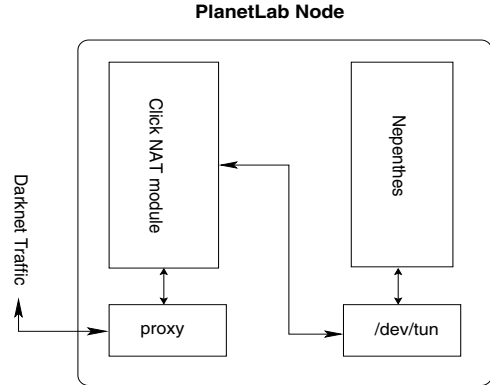 PlanetLab Node
Click NAT module
Nepenthes
Darknet Traffic
proxy
/dev/tun